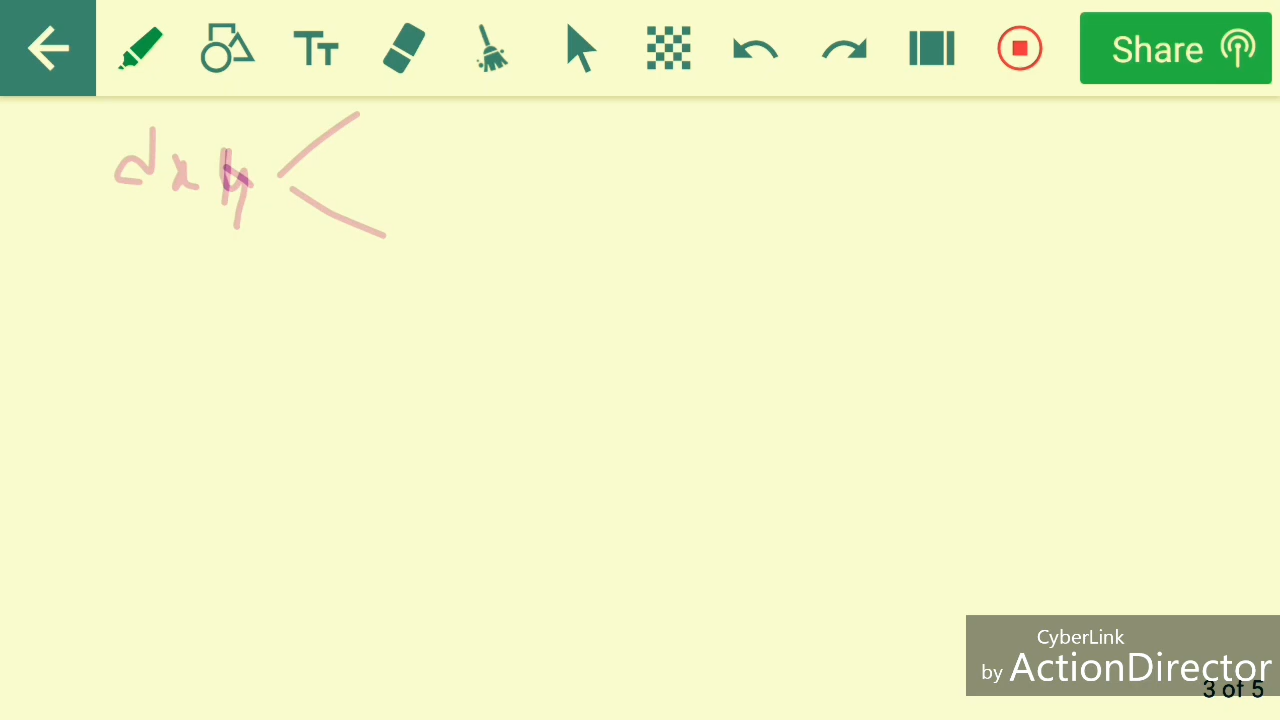 Share
dxy
CyberLink
by ActionDirector
3 of 5